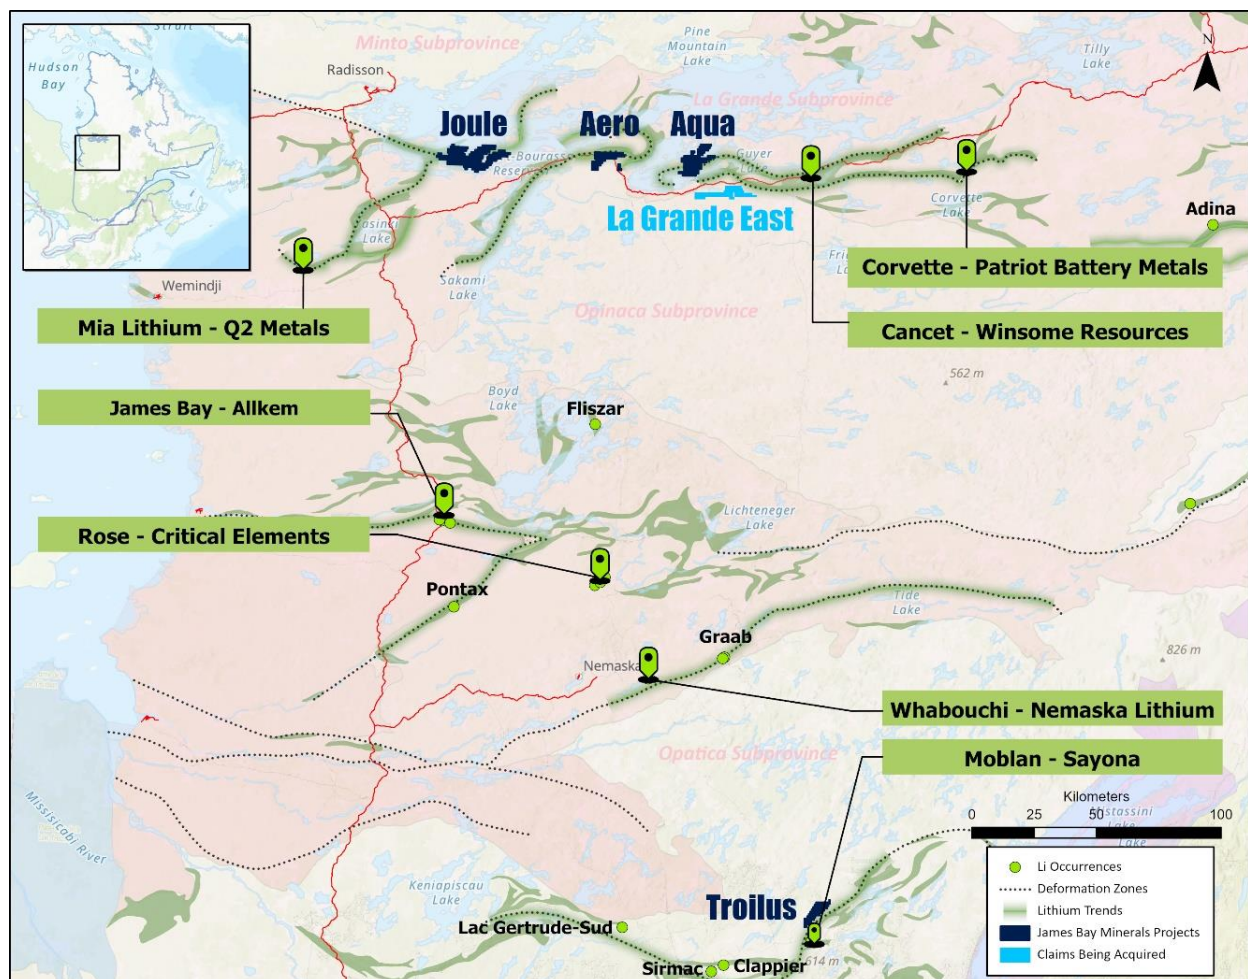 Strait
Hudson
Bay
Minto Subprovince
Radisson
Pine
Mountain
Lake
Tilly
Lake
N
La Grande Subprovince
Joule
Aero
Aqua
Guyer
La Grande East
Corvette
Lake
Adina
Wemindji
Sakami
Lake
Opinaca Subprovince
Corvette - Patriot Battery Metals
Mia Lithium - Q2 Metals
Cancet - Winsome Resources
562 m
James Bay - Allkem
Boyd
Lake
Fliszar
Lichteneger
Lake
Rose - Critical Elements
Pontax
Tide
Lake
Graab
Nemaska
826 m
Whabouchi - Nemaska Lithium
Opatica Subprovince
Moblan - Sayona
Missisicabi River
Kilometers
0 25 50 100
Keniapiscau
Lake
Troilus
Lac Gertrude-Sud
Sirmac
Clappier
614 m
Li Occurrences
Deformation Zones
Lithium Trends
James Bay Minerals Projects
Claims Being Acquired